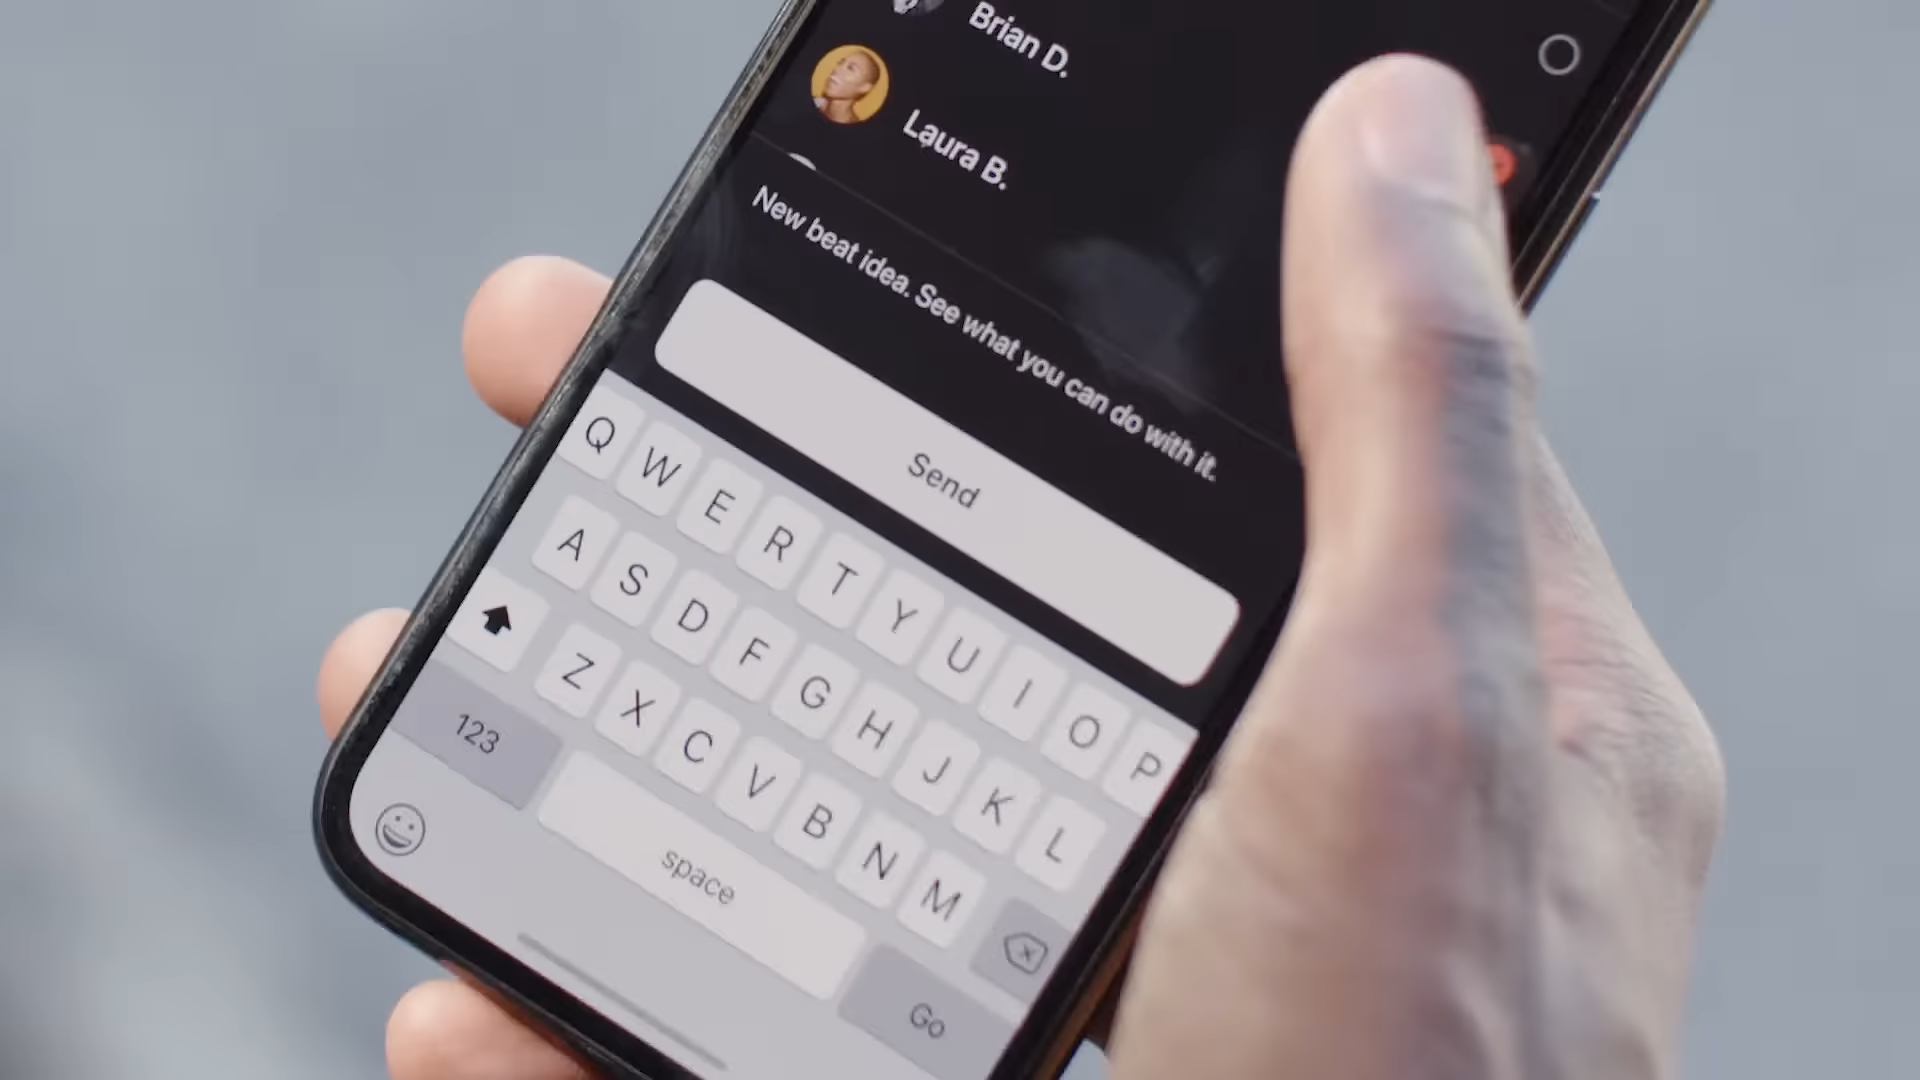 Brian D.
Laura B.
New beat idea. See what you can do with it.
Send
Q W E R T Y U I O P
A S D F G H J K L
Z X C V B N M
123
space
Go